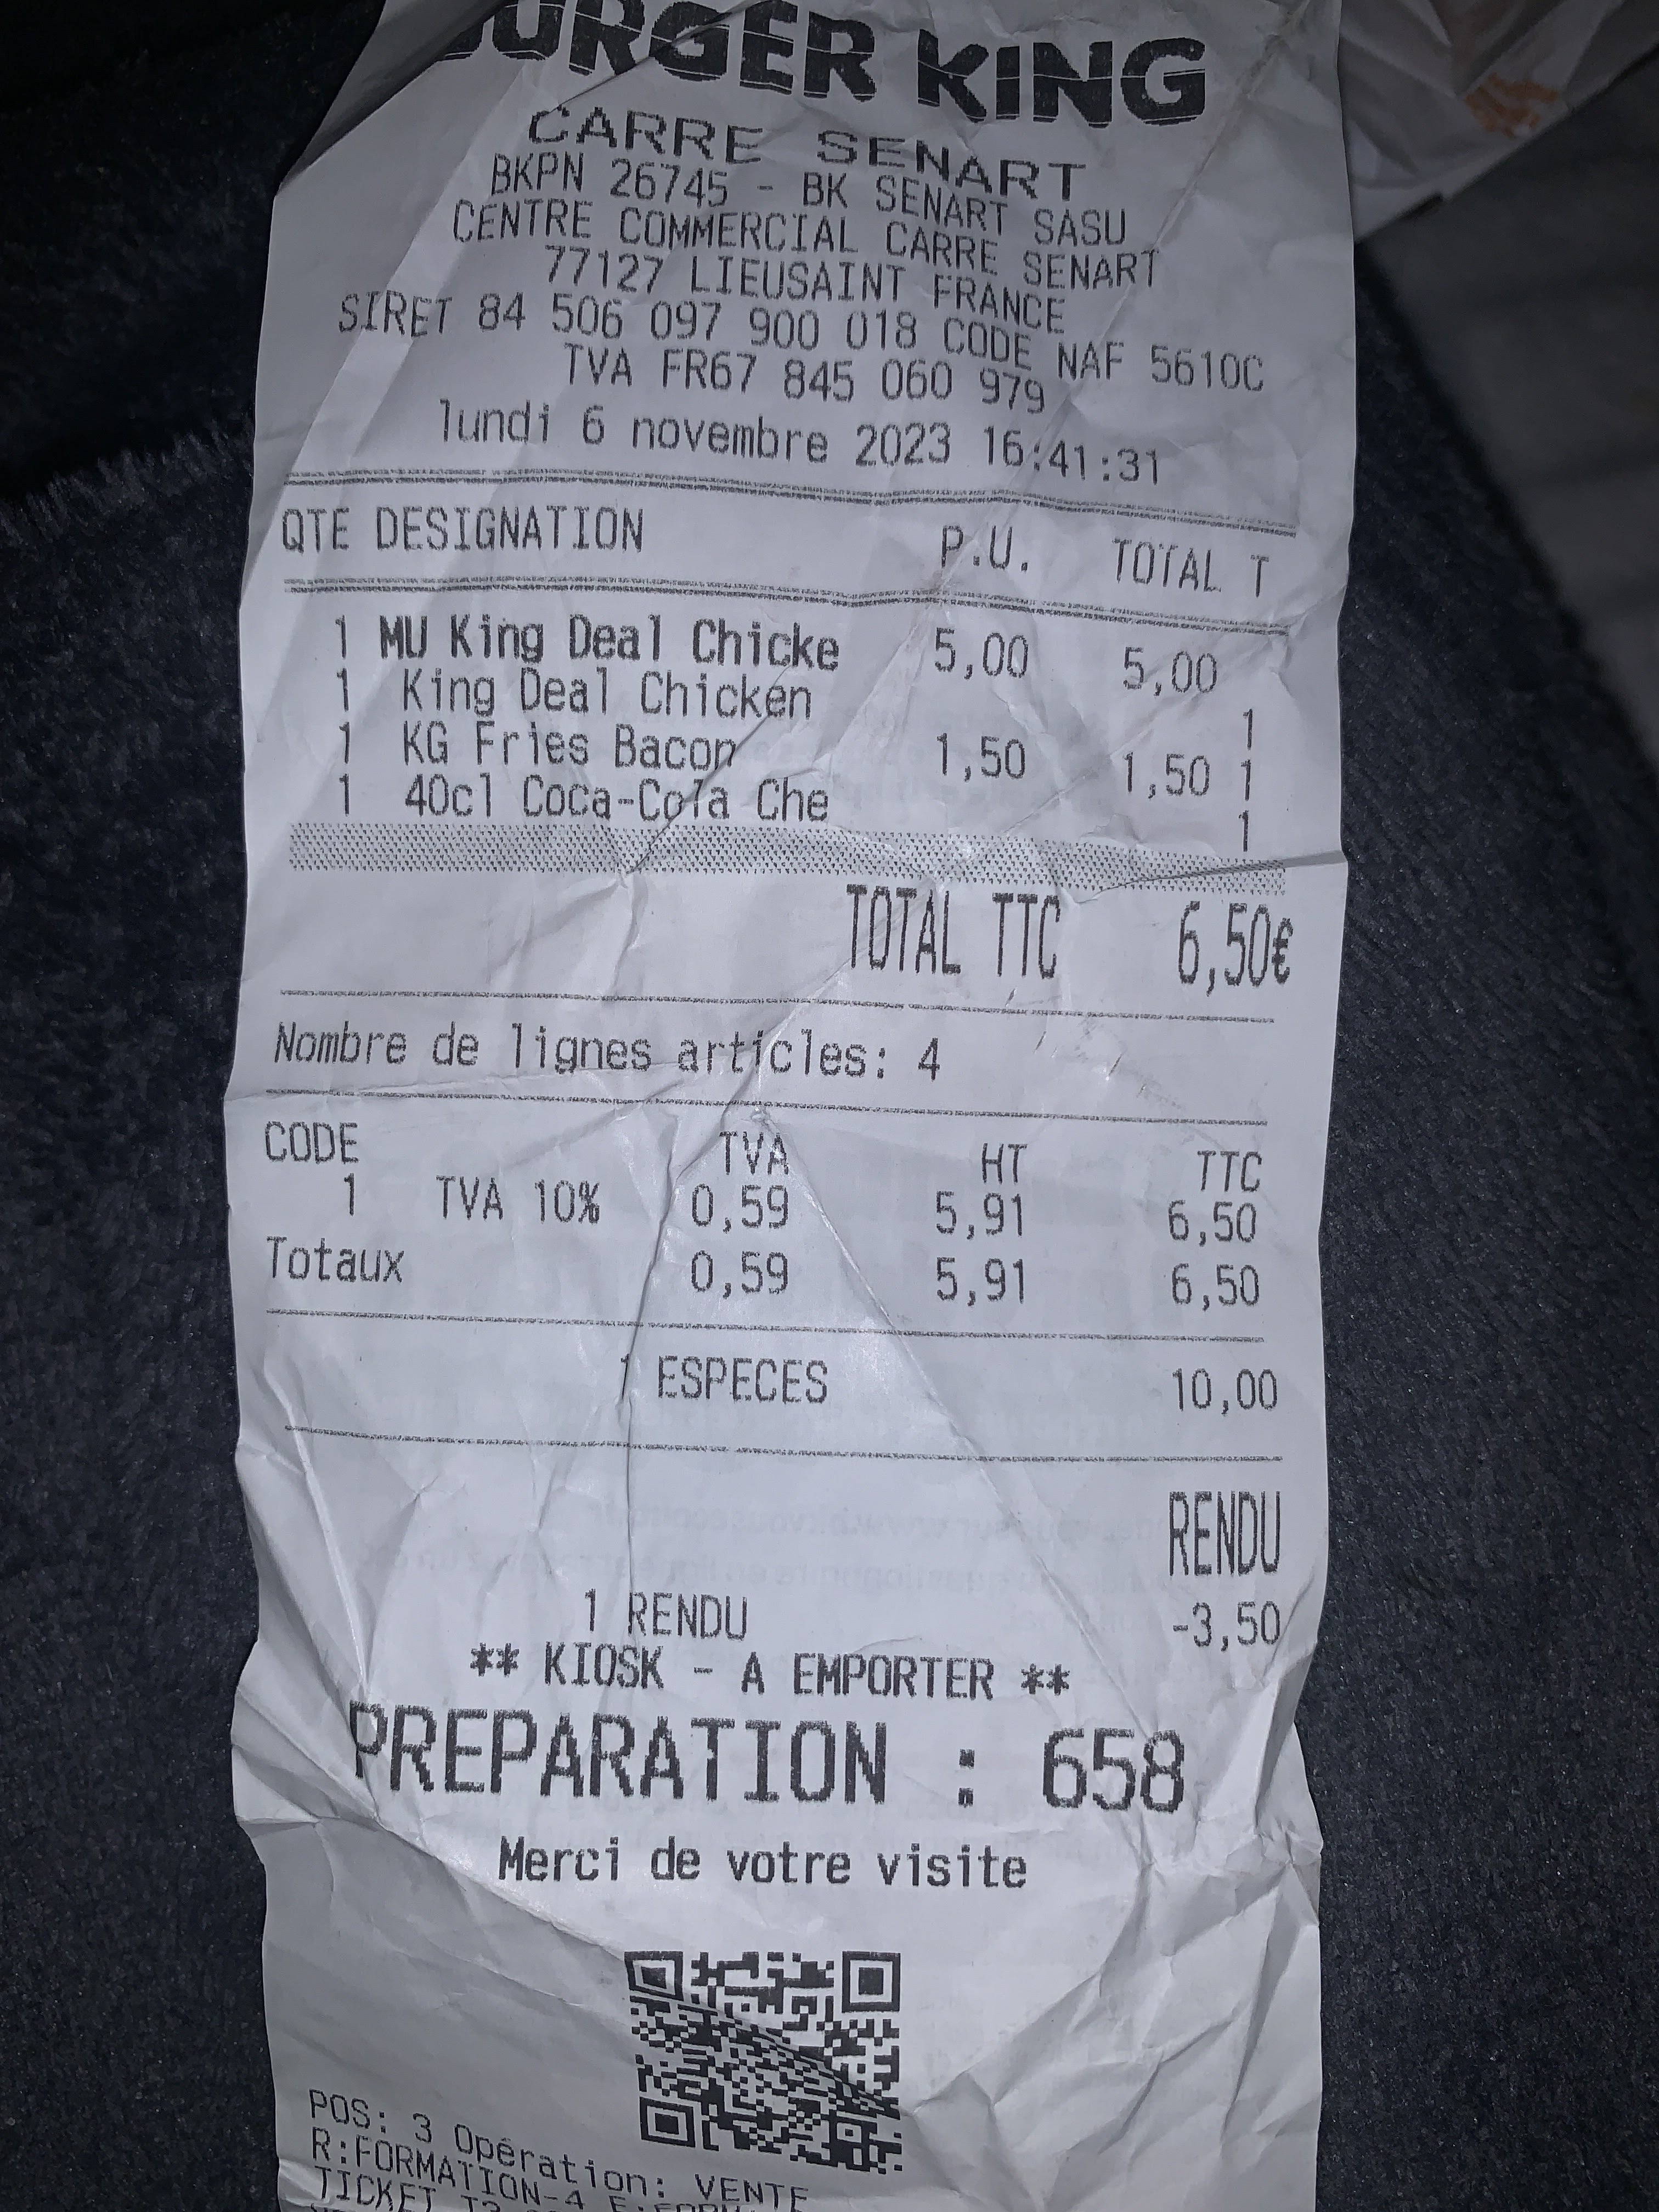 BURGER KING
CARRE SENART
BKPN 26745 - BK SENART SASU
CENTRE COMMERCIAL CARRE SENART
77127 LIEUSAINT FRANCE
SIRET 84 506 097 900 018 CODE NAF 5610C
TVA FR67 845 060 979
lundi 6 novembre 2023 16:41:31
QTE DESIGNATION P.U. TOTAL T
1 MU King Deal Chicke 5,00 5,00
1 King Deal Chicken 1
1 KG Fries Bacon 1,50 1,50 1
1 40cl Coca-Cola Che 1
TOTAL TTC 6,50€
Nombre de lignes articles: 4
CODE TVA HT TTC
1 TVA 10% 0,59 5,91 6,50
Totaux 0,59 5,91 6,50
1 ESPECES 10,00
RENDU
1 RENDU -3,50
** KIOSK - A EMPORTER **
PREPARATION : 658
Merci de votre visite
POS: 3 Opération: VENTE
R:FORMATION-4
TICKET